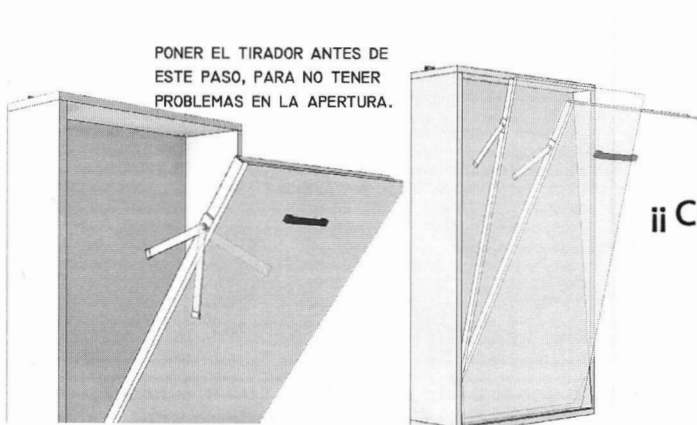 PONER EL TIRADOR ANTES DE
ESTE PASO, PARA NO TENER
PROBLEMAS EN LA APERTURA.
¡¡ C